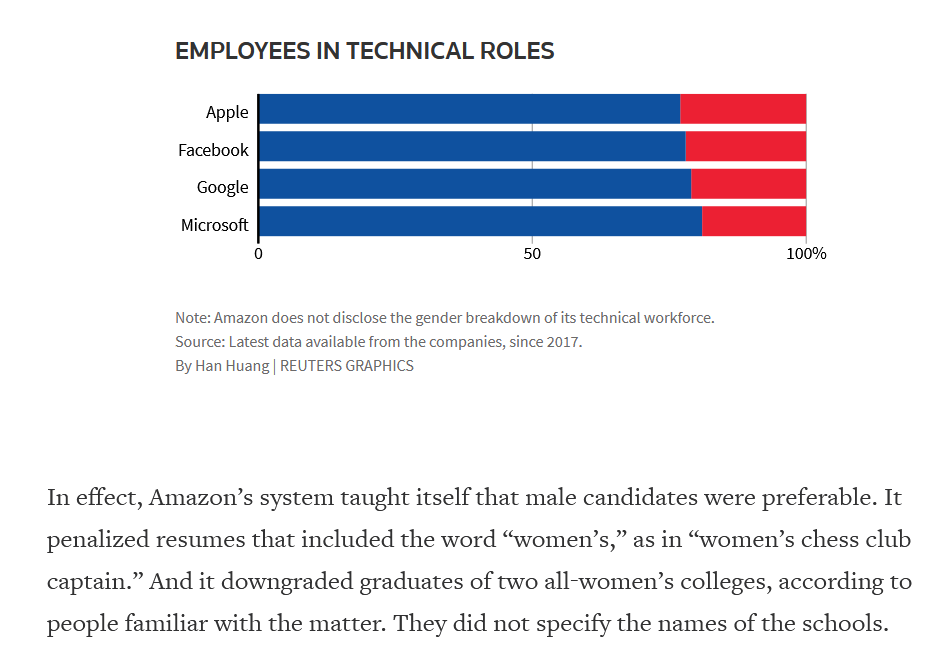 EMPLOYEES IN TECHNICAL ROLES
Apple
Facebook
Google
Microsoft
0 50 100%
Note: Amazon does not disclose the gender breakdown of its technical workforce.
Source: Latest data available from the companies, since 2017.
By Han Huang | REUTERS GRAPHICS
In effect, Amazon’s system taught itself that male candidates were preferable. It
penalized resumes that included the word “women’s,” as in “women’s chess club
captain.” And it downgraded graduates of two all-women’s colleges, according to
people familiar with the matter. They did not specify the names of the schools.